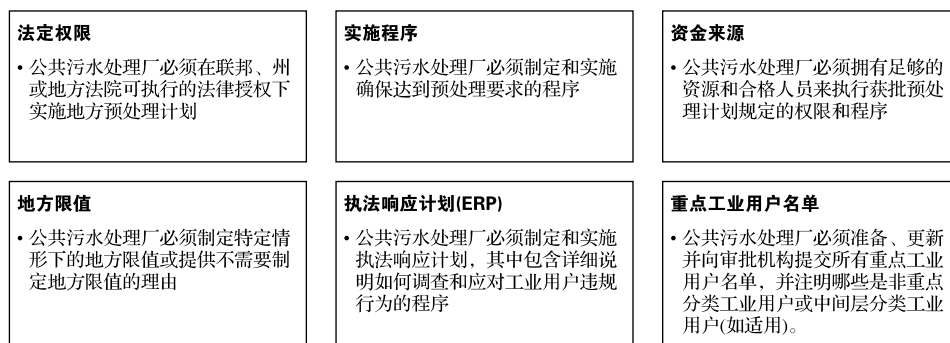 法定权限
• 公共污水处理厂必须在联邦、州
或地方法院可执行的法律授权下
实施地方预处理计划
实施程序
• 公共污水处理厂必须制定和实施
确保达到预处理要求的程序
资金来源
• 公共污水处理厂必须拥有足够的
资源和合格人员来执行获批预处
理计划规定的权限和程序
地方限值
• 公共污水处理厂必须制定特定情
形下的地方限值或提供不需要制
定地方限值的理由
执法响应计划(ERP)
• 公共污水处理厂必须制定和实施
执法响应计划，其中包含详细说
明如何调查和应对工业用户违规
行为的程序
重点工业用户名单
• 公共污水处理厂必须准备、更新
并向审批机构提交所有重点工业
用户名单，并注明哪些是非重点
分类工业用户或中间层分类工业
用户(如适用)。